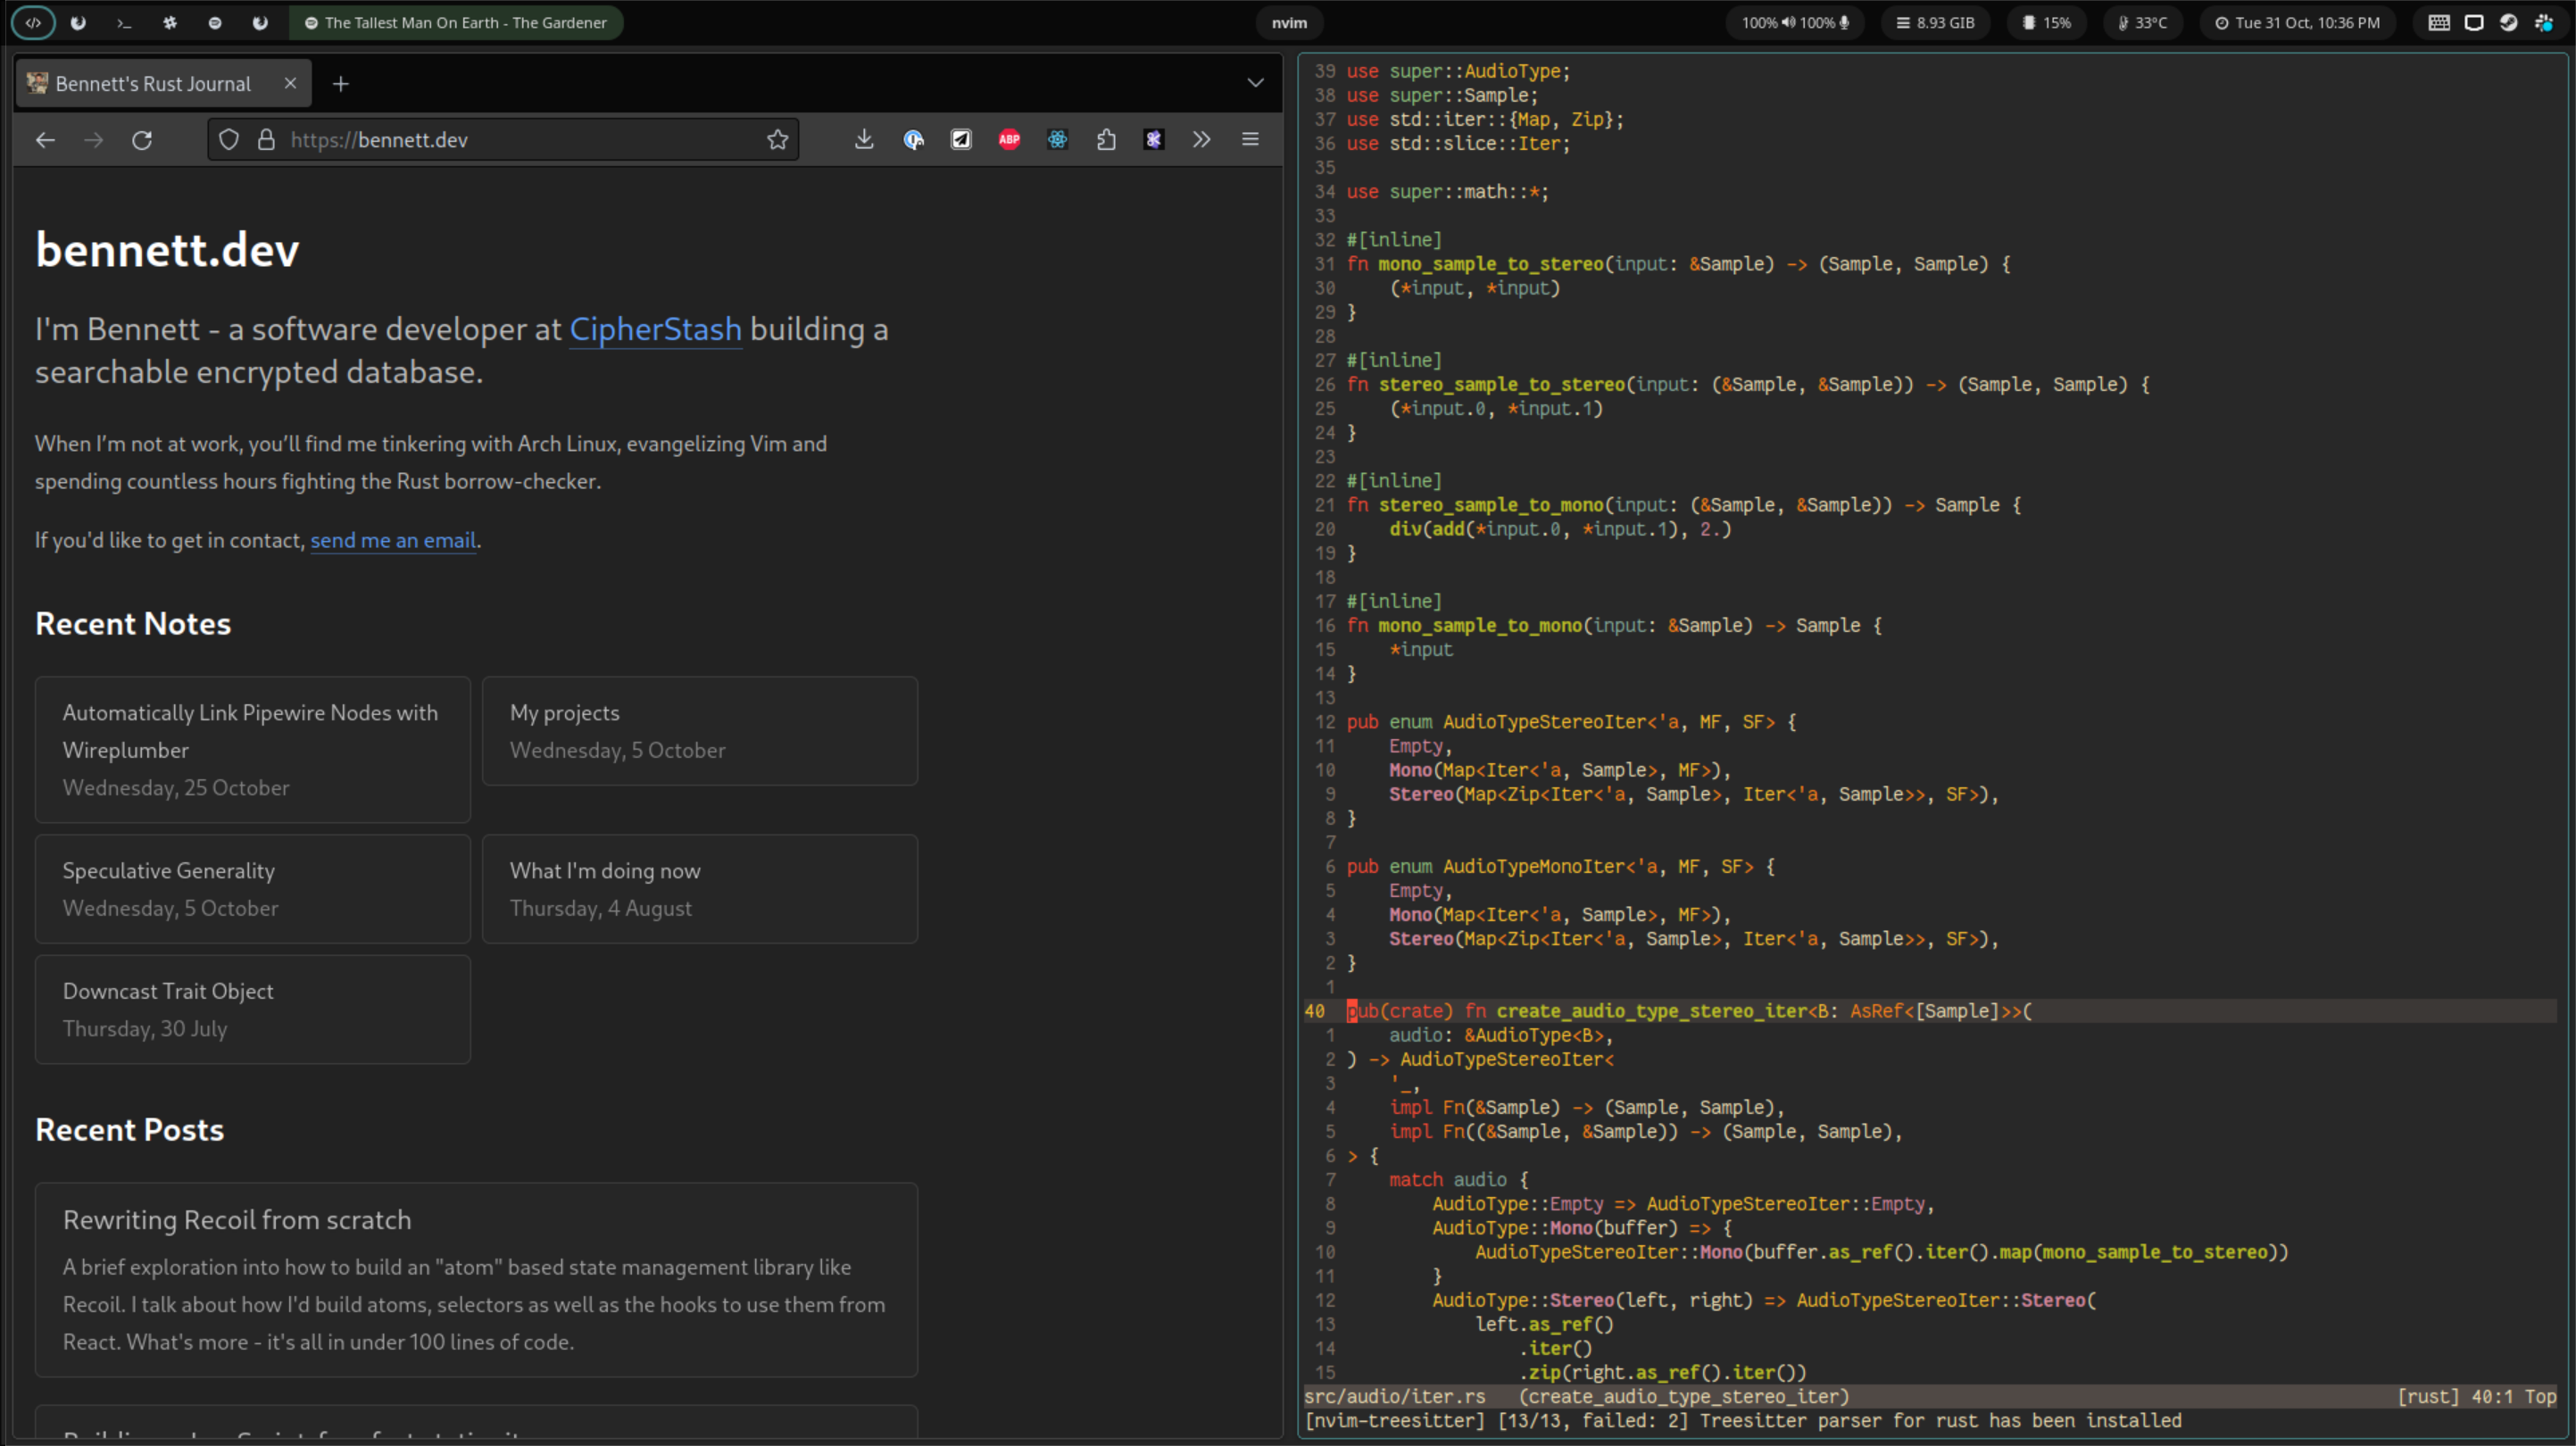 The Tallest Man On Earth - The Gardener
nvim
100% 100%
8.93 GIB
15%
33°C
Tue 31 Oct, 10:36 PM
Bennett's Rust Journal
https://bennett.dev
ABP
bennett.dev
I'm Bennett - a software developer at CipherStash building a
searchable encrypted database.
When I’m not at work, you’ll find me tinkering with Arch Linux, evangelizing Vim and
spending countless hours fighting the Rust borrow-checker.
If you'd like to get in contact, send me an email.
Recent Notes
Automatically Link Pipewire Nodes with
Wireplumber
Wednesday, 25 October
My projects
Wednesday, 5 October
Speculative Generality
Wednesday, 5 October
What I'm doing now
Thursday, 4 August
Downcast Trait Object
Thursday, 30 July
Recent Posts
Rewriting Recoil from scratch
A brief exploration into how to build an "atom" based state management library like
Recoil. I talk about how I'd build atoms, selectors as well as the hooks to use them from
React. What's more - it's all in under 100 lines of code.
39 use super::AudioType;
38 use super::Sample;
37 use std::iter::{Map, Zip};
36 use std::slice::Iter;
35
34 use super::math::*;
33
32 #[inline]
31 fn mono_sample_to_stereo(input: &Sample) -> (Sample, Sample) {
30     (*input, *input)
29 }
28
27 #[inline]
26 fn stereo_sample_to_stereo(input: (&Sample, &Sample)) -> (Sample, Sample) {
25     (*input.0, *input.1)
24 }
23
22 #[inline]
21 fn stereo_sample_to_mono(input: (&Sample, &Sample)) -> Sample {
20     div(add(*input.0, *input.1), 2.)
19 }
18
17 #[inline]
16 fn mono_sample_to_mono(input: &Sample) -> Sample {
15     *input
14 }
13
12 pub enum AudioTypeStereoIter<'a, MF, SF> {
11     Empty,
10     Mono(Map<Iter<'a, Sample>, MF>),
9     Stereo(Map<Zip<Iter<'a, Sample>, Iter<'a, Sample>>, SF>),
8 }
7
6 pub enum AudioTypeMonoIter<'a, MF, SF> {
5     Empty,
4     Mono(Map<Iter<'a, Sample>, MF>),
3     Stereo(Map<Zip<Iter<'a, Sample>, Iter<'a, Sample>>, SF>),
2 }
1
40 pub(crate) fn create_audio_type_stereo_iter<B: AsRef<[Sample]>>(
1     audio: &AudioType<B>,
2 ) -> AudioTypeStereoIter<
3     '_,
4     impl Fn(&Sample) -> (Sample, Sample),
5     impl Fn((&Sample, &Sample)) -> (Sample, Sample),
6 > {
7     match audio {
8         AudioType::Empty => AudioTypeStereoIter::Empty,
9         AudioType::Mono(buffer) => {
10             AudioTypeStereoIter::Mono(buffer.as_ref().iter().map(mono_sample_to_stereo))
11         }
12         AudioType::Stereo(left, right) => AudioTypeStereoIter::Stereo(
13             left.as_ref()
14                 .iter()
15                 .zip(right.as_ref().iter())
src/audio/iter.rs (create_audio_type_stereo_iter) [rust] 40:1 Top
[nvim-treesitter] [13/13, failed: 2] Treesitter parser for rust has been installed